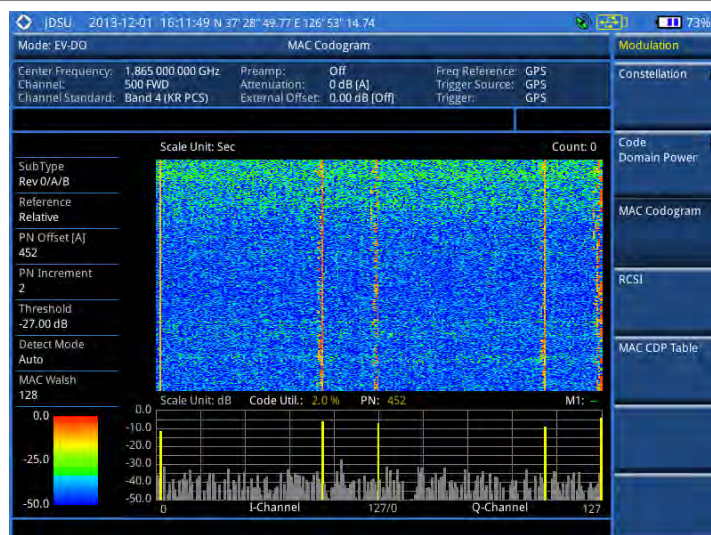 JDSU 2013-12-01 16:11:49 N 37° 28" 49.77 E 126° 53" 14.74 73%
Mode: EV-DO MAC Codogram Modulation
Center Frequency: 1.865 000 000 GHz Preamp: Off Freq Reference: GPS
Channel: 500 FWD Attenuation: 0 dB [A] Trigger Source: GPS
Channel Standard: Band 4 (KR PCS) External Offset: 0.00 dB [Off] Trigger: GPS
Constellation
Code
Domain Power
MAC Codogram
RCSI
MAC CDP Table
Scale Unit: Sec Count: 0
SubType
Rev 0/A/B
Reference
Relative
PN Offset [A]
452
PN Increment
2
Threshold
-27.00 dB
Detect Mode
Auto
MAC Walsh
128
0.0
-25.0
-50.0
Scale Unit: dB Code Util.: 2.0 % PN: 452 M1: --
0.0
-10.0
-20.0
-30.0
-40.0
-50.0
0 I-Channel 127/0 Q-Channel 127